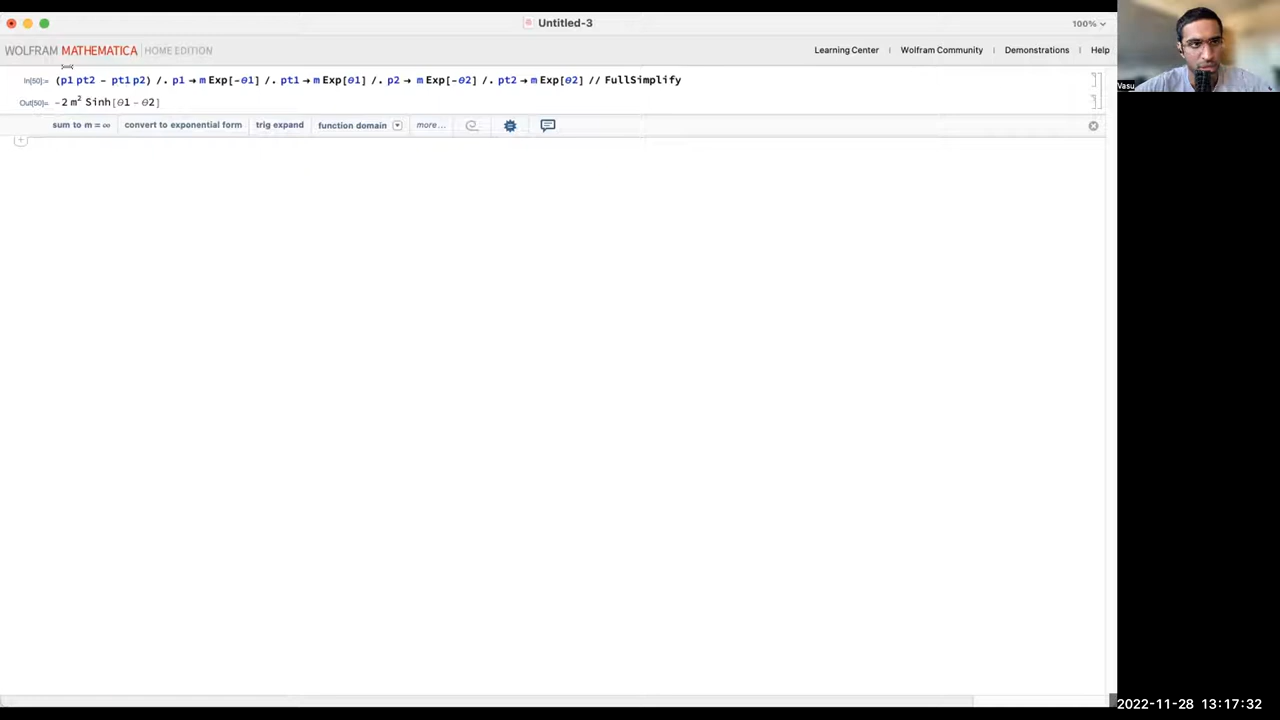 Untitled-3
100%
WOLFRAM MATHEMATICA | HOME EDITION
Learning Center | Wolfram Community | Demonstrations | Help
In[50]:= (p1 pt2 - pt1 p2) /. p1 → m Exp[-θ1] /. pt1 → m Exp[θ1] /. p2 → m Exp[-θ2] /. pt2 → m Exp[θ2] // FullSimplify
Out[50]= -2 m² Sinh[θ1 - θ2]
sum to m = ∞ convert to exponential form trig expand function domain more...
Vasu
2022-11-28 13:17:32